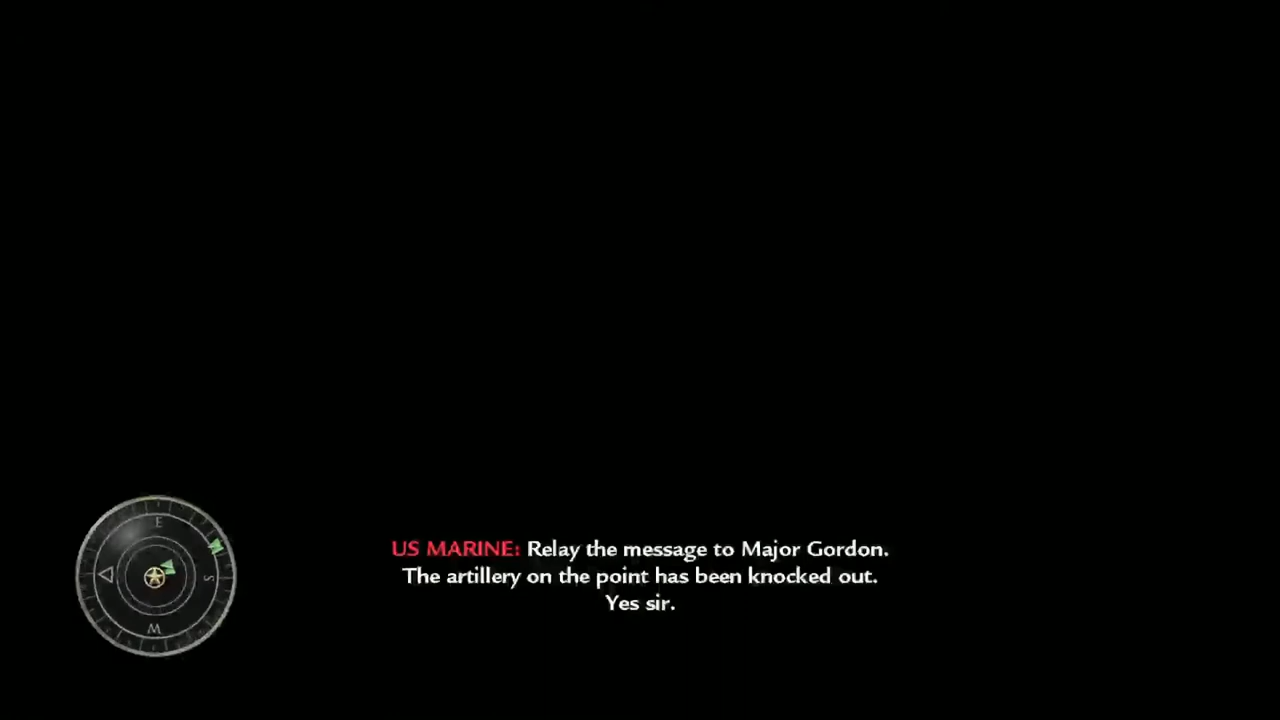 E
S
W
US MARINE: Relay the message to Major Gordon.
The artillery on the point has been knocked out.
Yes sir.